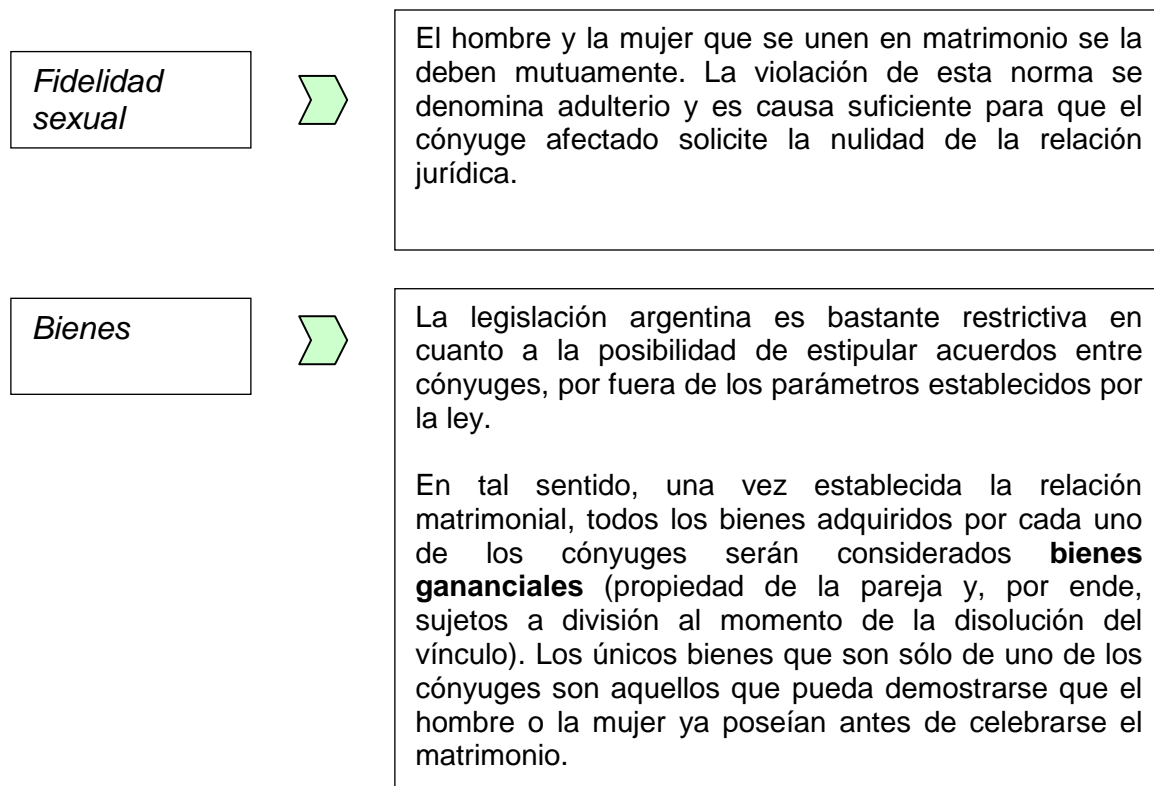 Fidelidad
sexual
El hombre y la mujer que se unen en matrimonio se la
deben mutuamente. La violación de esta norma se
denomina adulterio y es causa suficiente para que el
cónyuge afectado solicite la nulidad de la relación
jurídica.
Bienes
La legislación argentina es bastante restrictiva en
cuanto a la posibilidad de estipular acuerdos entre
cónyuges, por fuera de los parámetros establecidos por
la ley.
En tal sentido, una vez establecida la relación
matrimonial, todos los bienes adquiridos por cada uno
de los cónyuges serán considerados bienes
gananciales (propiedad de la pareja y, por ende,
sujetos a división al momento de la disolución del
vínculo). Los únicos bienes que son sólo de uno de los
cónyuges son aquellos que pueda demostrarse que el
hombre o la mujer ya poseían antes de celebrarse el
matrimonio.